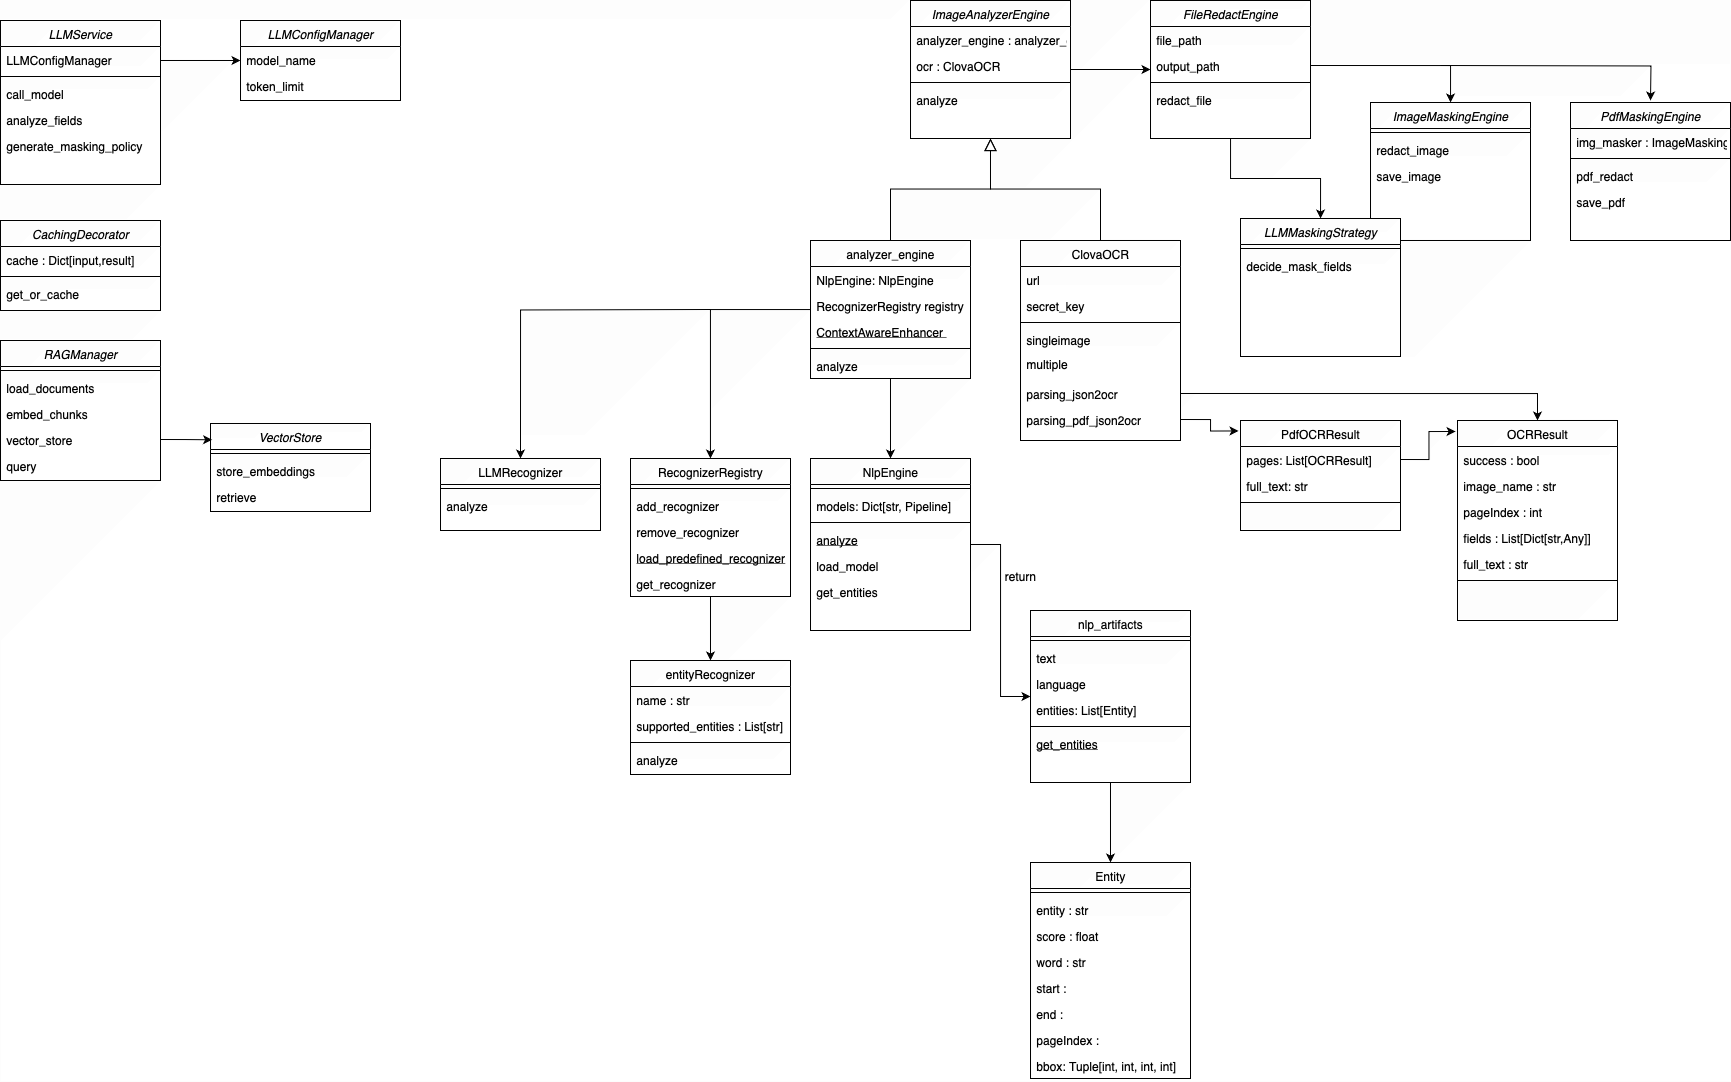 LLMService
LLMConfigManager
call_model
analyze_fields
generate_masking_policy
LLMConfigManager
model_name
token_limit
CachingDecorator
cache : Dict[input,result]
get_or_cache
RAGManager
load_documents
embed_chunks
vector_store
query
VectorStore
store_embeddings
retrieve
ImageAnalyzerEngine
analyzer_engine : analyzer_
ocr : ClovaOCR
analyze
FileRedactEngine
file_path
output_path
redact_file
ImageMaskingEngine
redact_image
save_image
PdfMaskingEngine
img_masker : ImageMasking
pdf_redact
save_pdf
LLMMaskingStrategy
decide_mask_fields
analyzer_engine
NlpEngine: NlpEngine
RecognizerRegistry registry
ContextAwareEnhancer
analyze
ClovaOCR
url
secret_key
singleimage
multiple
parsing_json2ocr
parsing_pdf_json2ocr
PdfOCRResult
pages: List[OCRResult]
full_text: str
OCRResult
success : bool
image_name : str
pageIndex : int
fields : List[Dict[str,Any]]
full_text : str
LLMRecognizer
analyze
RecognizerRegistry
add_recognizer
remove_recognizer
load_predefined_recognizer
get_recognizer
NlpEngine
models: Dict[str, Pipeline]
analyze
load_model
get_entities
return
entityRecognizer
name : str
supported_entities : List[str]
analyze
nlp_artifacts
text
language
entities: List[Entity]
get_entities
Entity
entity : str
score : float
word : str
start :
end :
pageIndex :
bbox: Tuple[int, int, int, int]